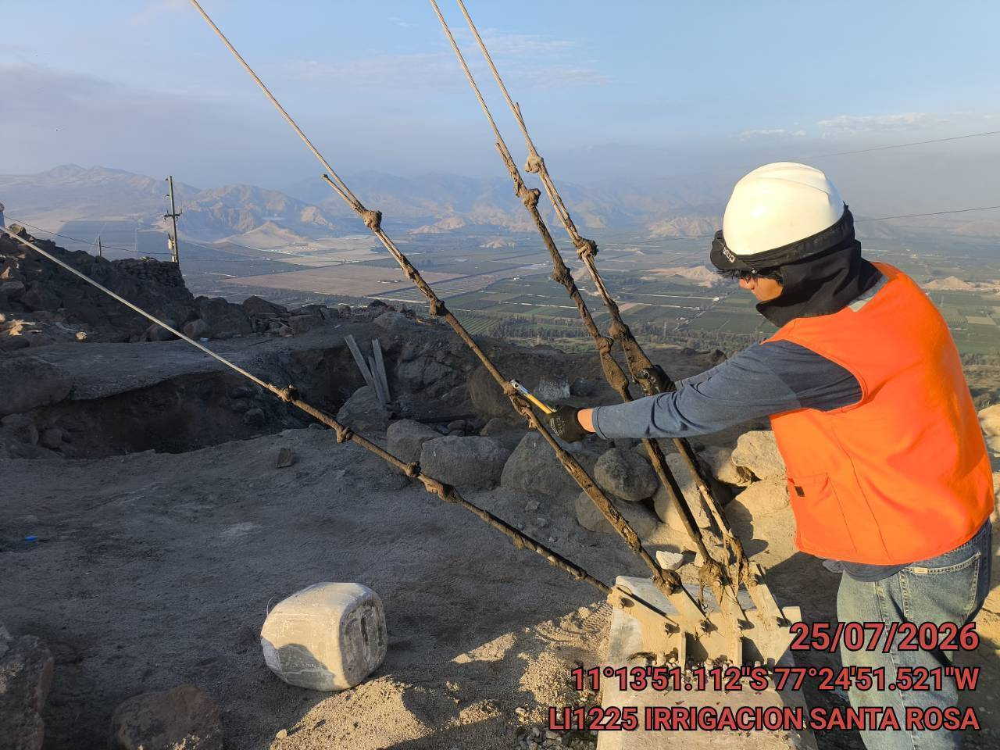 25/07/2026
11°13'51.112"S 77°24'51.521"W
LI1225 IRRIGACION SANTA ROSA